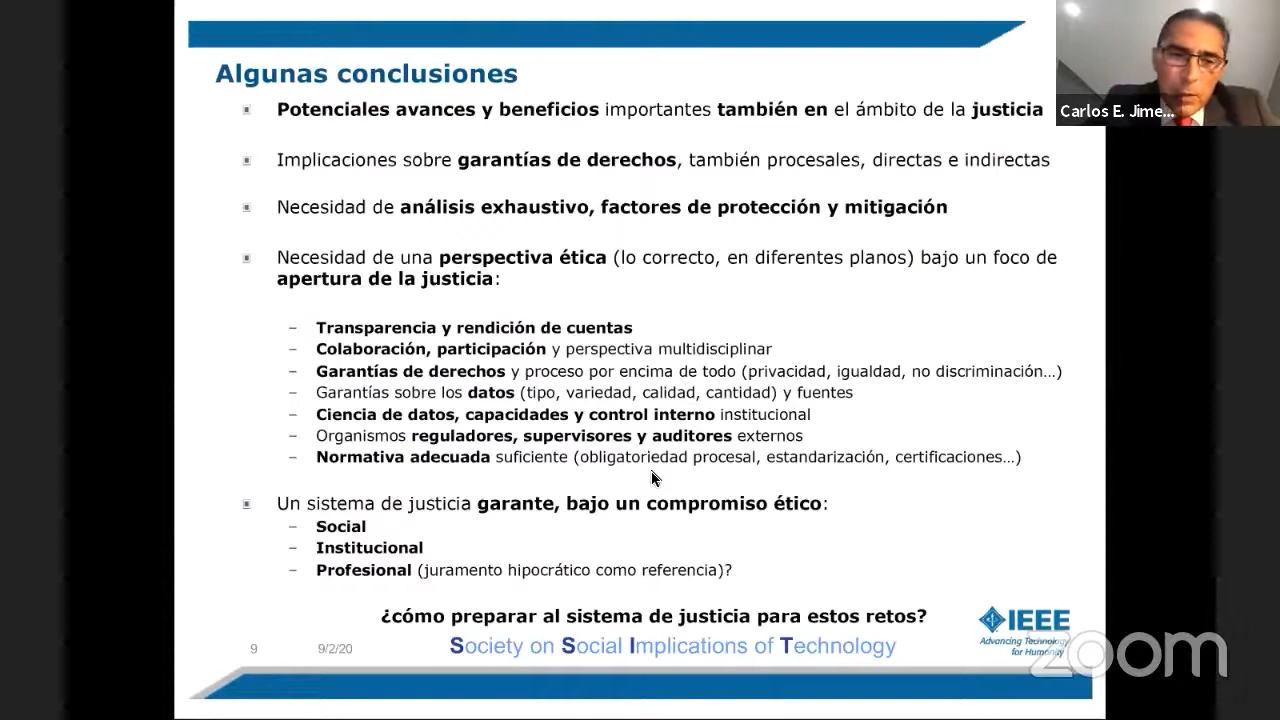 Algunas conclusiones
Potenciales avances y beneficios importantes también en el ámbito de la justicia
Implicaciones sobre garantías de derechos, también procesales, directas e indirectas
Necesidad de análisis exhaustivo, factores de protección y mitigación
Necesidad de una perspectiva ética (lo correcto, en diferentes planos) bajo un foco de
apertura de la justicia:
– Transparencia y rendición de cuentas
– Colaboración, participación y perspectiva multidisciplinar
– Garantías de derechos y proceso por encima de todo (privacidad, igualdad, no discriminación…)
– Garantías sobre los datos (tipo, variedad, calidad, cantidad) y fuentes
– Ciencia de datos, capacidades y control interno institucional
– Organismos reguladores, supervisores y auditores externos
– Normativa adecuada suficiente (obligatoriedad procesal, estandarización, certificaciones…)
Un sistema de justicia garante, bajo un compromiso ético:
– Social
– Institucional
– Profesional (juramento hipocrático como referencia)?
¿cómo preparar al sistema de justicia para estos retos?
9
9/2/20
Society on Social Implications of Technology
IEEE
Advancing Technology
for Humanity
zoom
Carlos E. Jime...